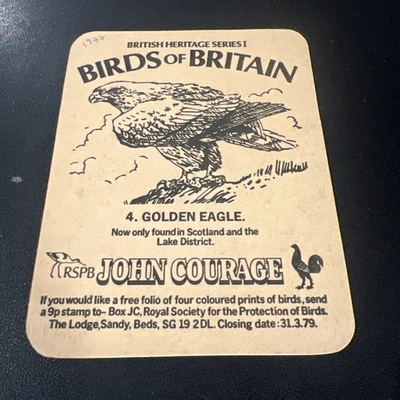 1977
BRITISH HERITAGE SERIES I
BIRDS OF BRITAIN
4. GOLDEN EAGLE.
Now only found in Scotland and the
Lake District.
RSPB JOHN COURAGE
If you would like a free folio of four coloured prints of birds, send
a 9p stamp to– Box JC, Royal Society for the Protection of Birds.
The Lodge, Sandy, Beds, SG 19 2 DL. Closing date: 31.3.79.